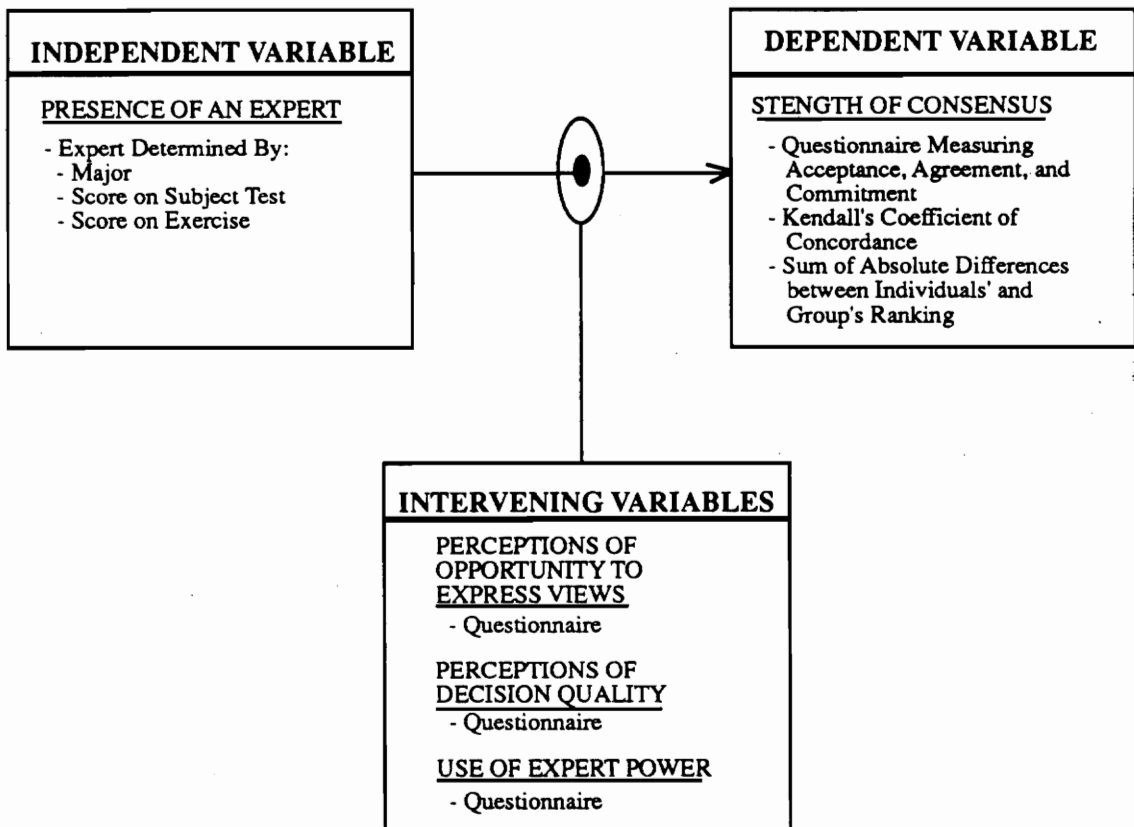 INDEPENDENT VARIABLE
PRESENCE OF AN EXPERT
- Expert Determined By:
- Major
- Score on Subject Test
- Score on Exercise
DEPENDENT VARIABLE
STENGTH OF CONSENSUS
- Questionnaire Measuring
Acceptance, Agreement, and
Commitment
- Kendall's Coefficient of
Concordance
- Sum of Absolute Differences
between Individuals' and
Group's Ranking
INTERVENING VARIABLES
PERCEPTIONS OF
OPPORTUNITY TO
EXPRESS VIEWS
- Questionnaire
PERCEPTIONS OF
DECISION QUALITY
- Questionnaire
USE OF EXPERT POWER
- Questionnaire